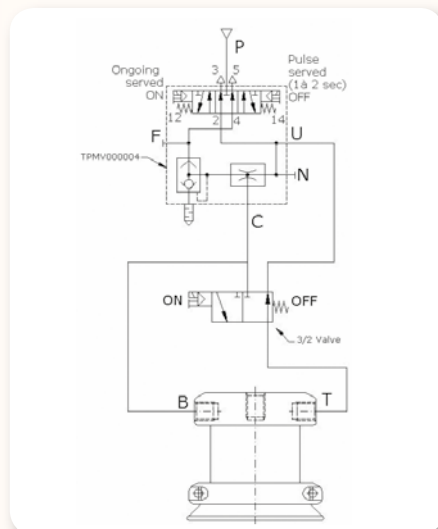 P
Ongoing
served
ON
3
5
Pulse
served
(1à 2 sec)
OFF
12
2
4
14
F
U
TPMV000004
N
C
ON
OFF
3/2 Valve
B
T